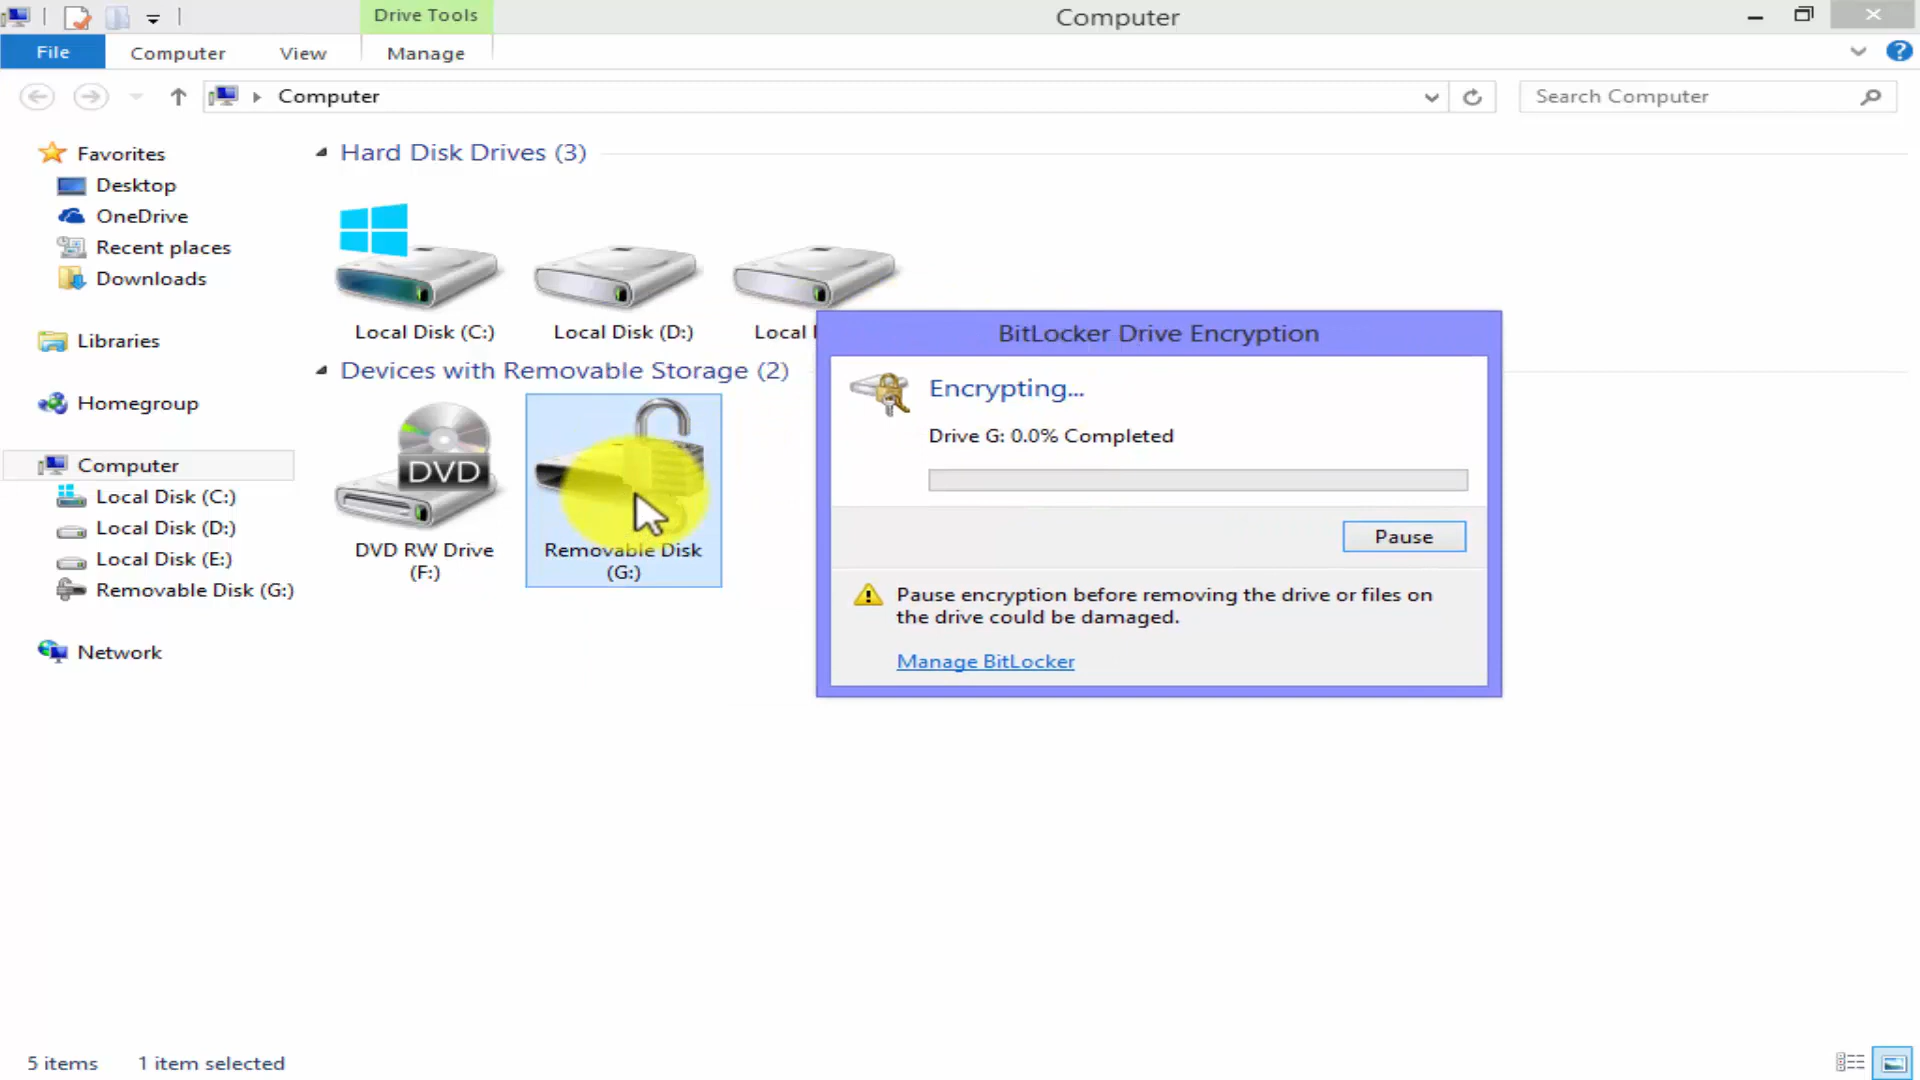 Drive Tools
Computer
File
Computer
View
Manage
Computer
Search Computer
Favorites
Desktop
OneDrive
Recent places
Downloads
Libraries
Homegroup
Computer
Local Disk (C:)
Local Disk (D:)
Local Disk (E:)
Removable Disk (G:)
Network
Hard Disk Drives (3)
Local Disk (C:)
Local Disk (D:)
Local
Devices with Removable Storage (2)
DVD
DVD RW Drive
(F:)
Removable Disk
(G:)
BitLocker Drive Encryption
Encrypting...
Drive G: 0.0% Completed
Pause
Pause encryption before removing the drive or files on
the drive could be damaged.
Manage BitLocker
5 items
1 item selected